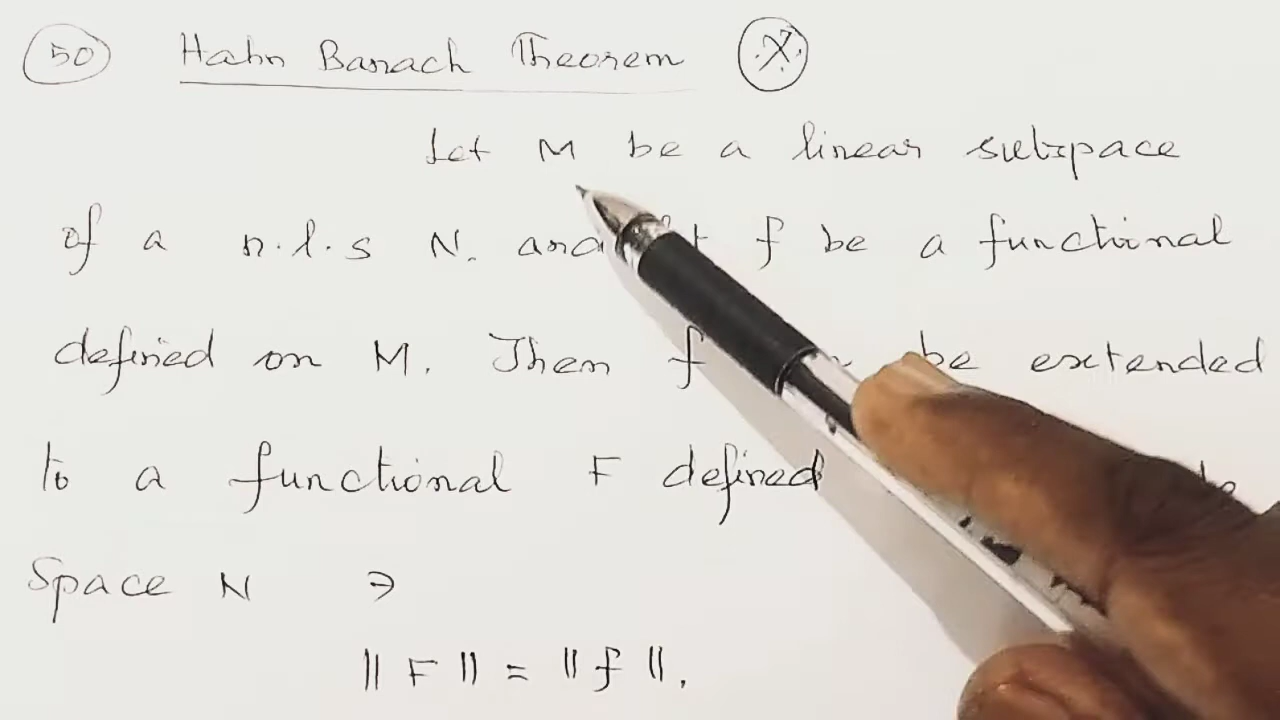 50 Hahn Banach Theorem X
Let M be a linear subspace
of a n.l.s N. and f be a functional
defined on M. Then f be extended
to a functional F defined
Space N ∋
|| F || = || f ||.